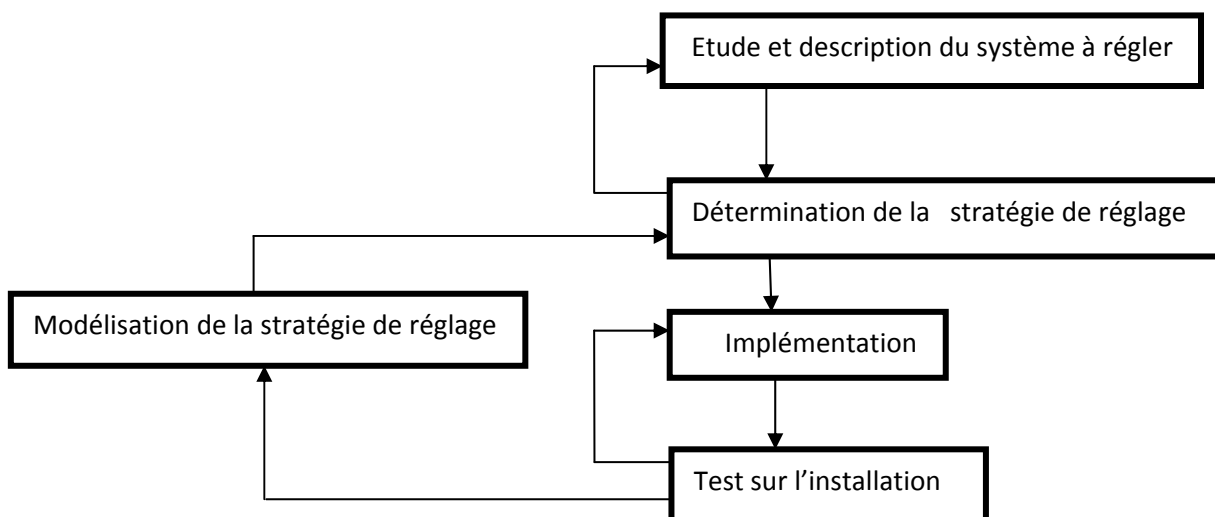 Etude et description du système à régler
Détermination de la stratégie de réglage
Modélisation de la stratégie de réglage
Implémentation
Test sur l’installation